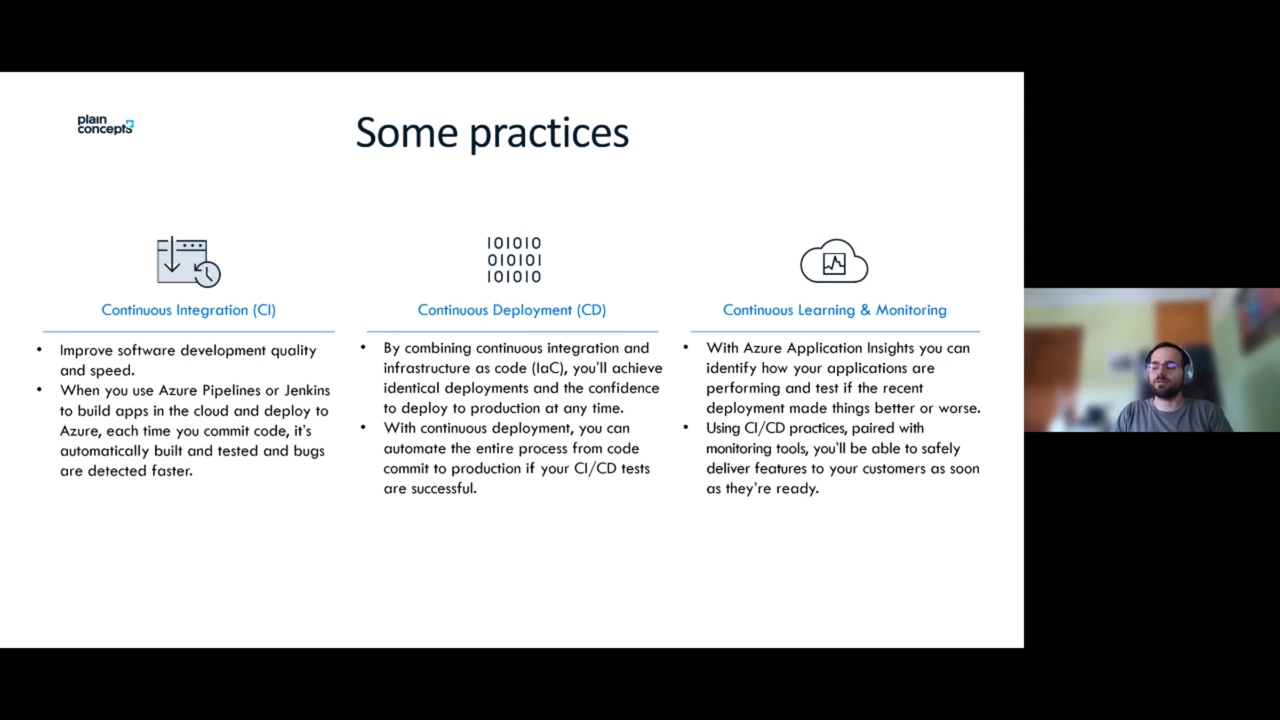 plain
concepts
Some practices
101010
010101
101010
Continuous Integration (CI)
• Improve software development quality
and speed.
• When you use Azure Pipelines or Jenkins
to build apps in the cloud and deploy to
Azure, each time you commit code, it's
automatically built and tested and bugs
are detected faster.
Continuous Deployment (CD)
• By combining continuous integration and
infrastructure as code (IaC), you'll achieve
identical deployments and the confidence
to deploy to production at any time.
• With continuous deployment, you can
automate the entire process from code
commit to production if your CI/CD tests
are successful.
Continuous Learning & Monitoring
• With Azure Application Insights you can
identify how your applications are
performing and test if the recent
deployment made things better or worse.
• Using CI/CD practices, paired with
monitoring tools, you'll be able to safely
deliver features to your customers as soon
as they're ready.